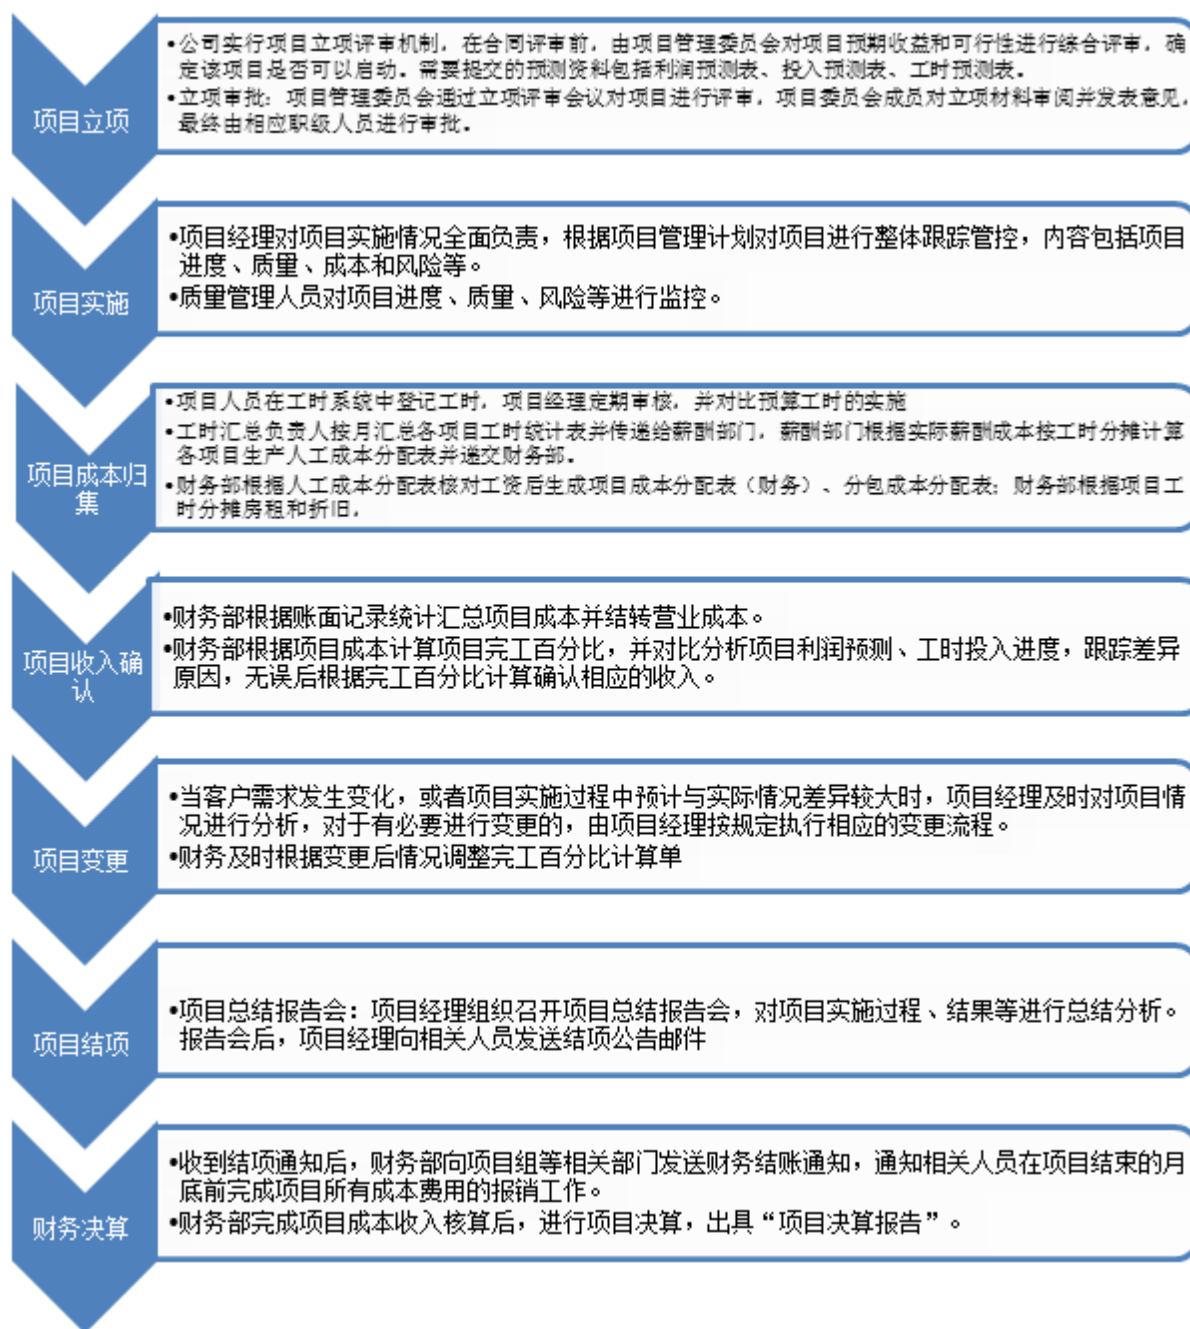 项目立项
•公司实行项目立项评审机制，在合同评审前，由项目管理委员会对项目预期收益和可行性进行综合评审，确
定该项目是否可以启动。需要提交的预测资料包括利润预测表、投入预测表、工时预测表。
•立项审批：项目管理委员会通过立项评审会议对项目进行评审，项目委员会成员对立项材料审阅并发表意见，
最终由相应职级人员进行审批。
项目实施
•项目经理对项目实施情况全面负责，根据项目管理计划对项目进行整体跟踪管控，内容包括项目
进度、质量、成本和风险等。
•质量管理人员对项目进度、质量、风险等进行监控。
项目成本归
集
•项目人员在工时系统中登记工时，项目经理定期审核，并对比预算工时的实施
•工时汇总负责人按月汇总各项目工时统计表并传递给薪酬部门，薪酬部门根据实际薪酬成本按工时分摊计算
各项目生产人工成本分配表并递交财务部。
•财务部根据人工成本分配表核对工资后生成项目成本分配表（财务）、分包成本分配表；财务部根据项目工
时分摊房租和折旧，
项目收入确
认
•财务部根据账面记录统计汇总项目成本并结转营业成本。
•财务部根据项目成本计算项目完工百分比，并对比分析项目利润预测、工时投入进度，跟踪差异
原因，无误后根据完工百分比计算确认相应的收入。
项目变更
•当客户需求发生变化，或者项目实施过程中预计与实际情况差异较大时，项目经理及时对项目情
况进行分析，对于有必要进行变更的，由项目经理按规定执行相应的变更流程。
•财务及时根据变更后情况调整完工百分比计算单
项目结项
•项目总结报告会：项目经理组织召开项目总结报告会，对项目实施过程、结果等进行总结分析。
报告会后，项目经理向相关人员发送结项公告邮件
财务决算
•收到结项通知后，财务部向项目组等相关部门发送财务结账通知，通知相关人员在项目结束的月
底前完成项目所有成本费用的报销工作。
•财务部完成项目成本收入核算后，进行项目决算，出具“项目决算报告”。